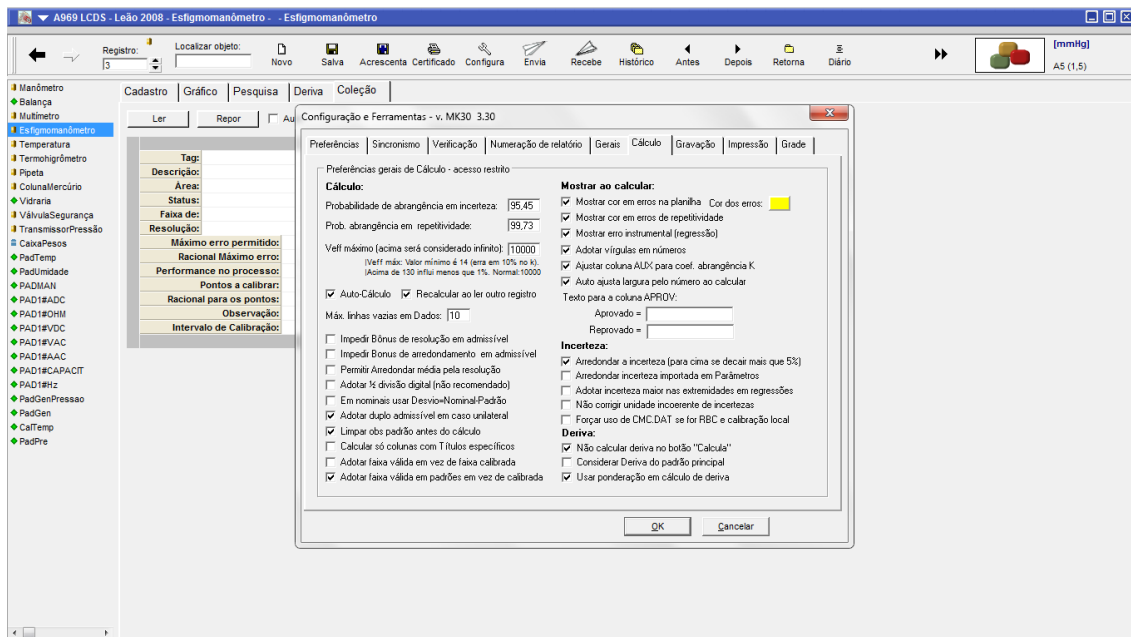 A969 LCDS - Leão 2008 - Esfigmomanômetro - - Esfigmomanômetro
Registro:
3
Localizar objeto:
Novo
Salva
Acrescenta
Certificado
Configura
Envia
Recebe
Histórico
Antes
Depois
Retorna
Diário
[mmHg]
A5 (1,5)
Manômetro
Balança
Multímetro
Esfigmomanômetro
Temperatura
Termohigrômetro
Pipeta
ColunaMercúrio
Vidraria
VálvulaSegurança
TransmissorPressão
CaixaPesos
PadTemp
PadUmidade
PADMAN
PAD1#ADC
PAD1#OHM
PAD1#VDC
PAD1#VAC
PAD1#AAC
PAD1#CAPACIT
PAD1#Hz
PadGenPressao
PadGen
CalTemp
PadPre
Cadastro
Gráfico
Pesquisa
Deriva
Coleção
Ler
Repor
Au
Tag:
Descrição:
Área:
Status:
Faixa de:
Resolução:
Máximo erro permitido:
Racional Máximo erro:
Performance no processo:
Pontos a calibrar:
Racional para os pontos:
Observação:
Intervalo de Calibração:
Configuração e Ferramentas - v. MK30 3.30
Preferências
Sincronismo
Verificação
Numeração de relatório
Gerais
Cálculo
Gravação
Impressão
Grade
Preferências gerais de Cálculo - acesso restrito
Cálculo:
Probabilidade de abrangência em incerteza: 95,45
Prob. abrangência em repetitividade: 99,73
Veff máximo (acima será considerado infinito): 10000
|Veff máx: Valor mínimo é 14 (erra em 10% no k).
|Acima de 130 influi menos que 1%. Normal:10000
Auto-Cálculo
Recalcular ao ler outro registro
Máx. linhas vazias em Dados: 10
Impedir Bônus de resolução em admissível
Impedir Bonus de arredondamento em admissível
Permitir Arredondar média pela resolução
Adotar ½ divisão digital (não recomendado)
Em nominais usar Desvio=Nominal-Padrão
Adotar duplo admissível em caso unilateral
Limpar obs padrão antes do cálculo
Calcular só colunas com Títulos específicos
Adotar faixa válida em vez de faixa calibrada
Adotar faixa válida em padrões em vez de calibrada
Mostrar ao calcular:
Mostrar cor em erros na planilha Cor dos erros:
Mostrar cor em erros de repetitividade
Mostrar erro instrumental (regressão)
Adotar vírgulas em números
Ajustar coluna AUX para coef. abrangência K
Auto ajusta largura pelo número ao calcular
Texto para a coluna APROV:
Aprovado =
Reprovado =
Incerteza:
Arredondar a incerteza (para cima se decair mais que 5%)
Arredondar incerteza importada em Parâmetros
Adotar incerteza maior nas extremidades em regressões
Não corrigir unidade incoerente de incertezas
Forçar uso de CMC.DAT se for RBC e calibração local
Deriva:
Não calcular deriva no botão "Calcula"
Considerar Deriva do padrão principal
Usar ponderação em cálculo de deriva
OK
Cancelar